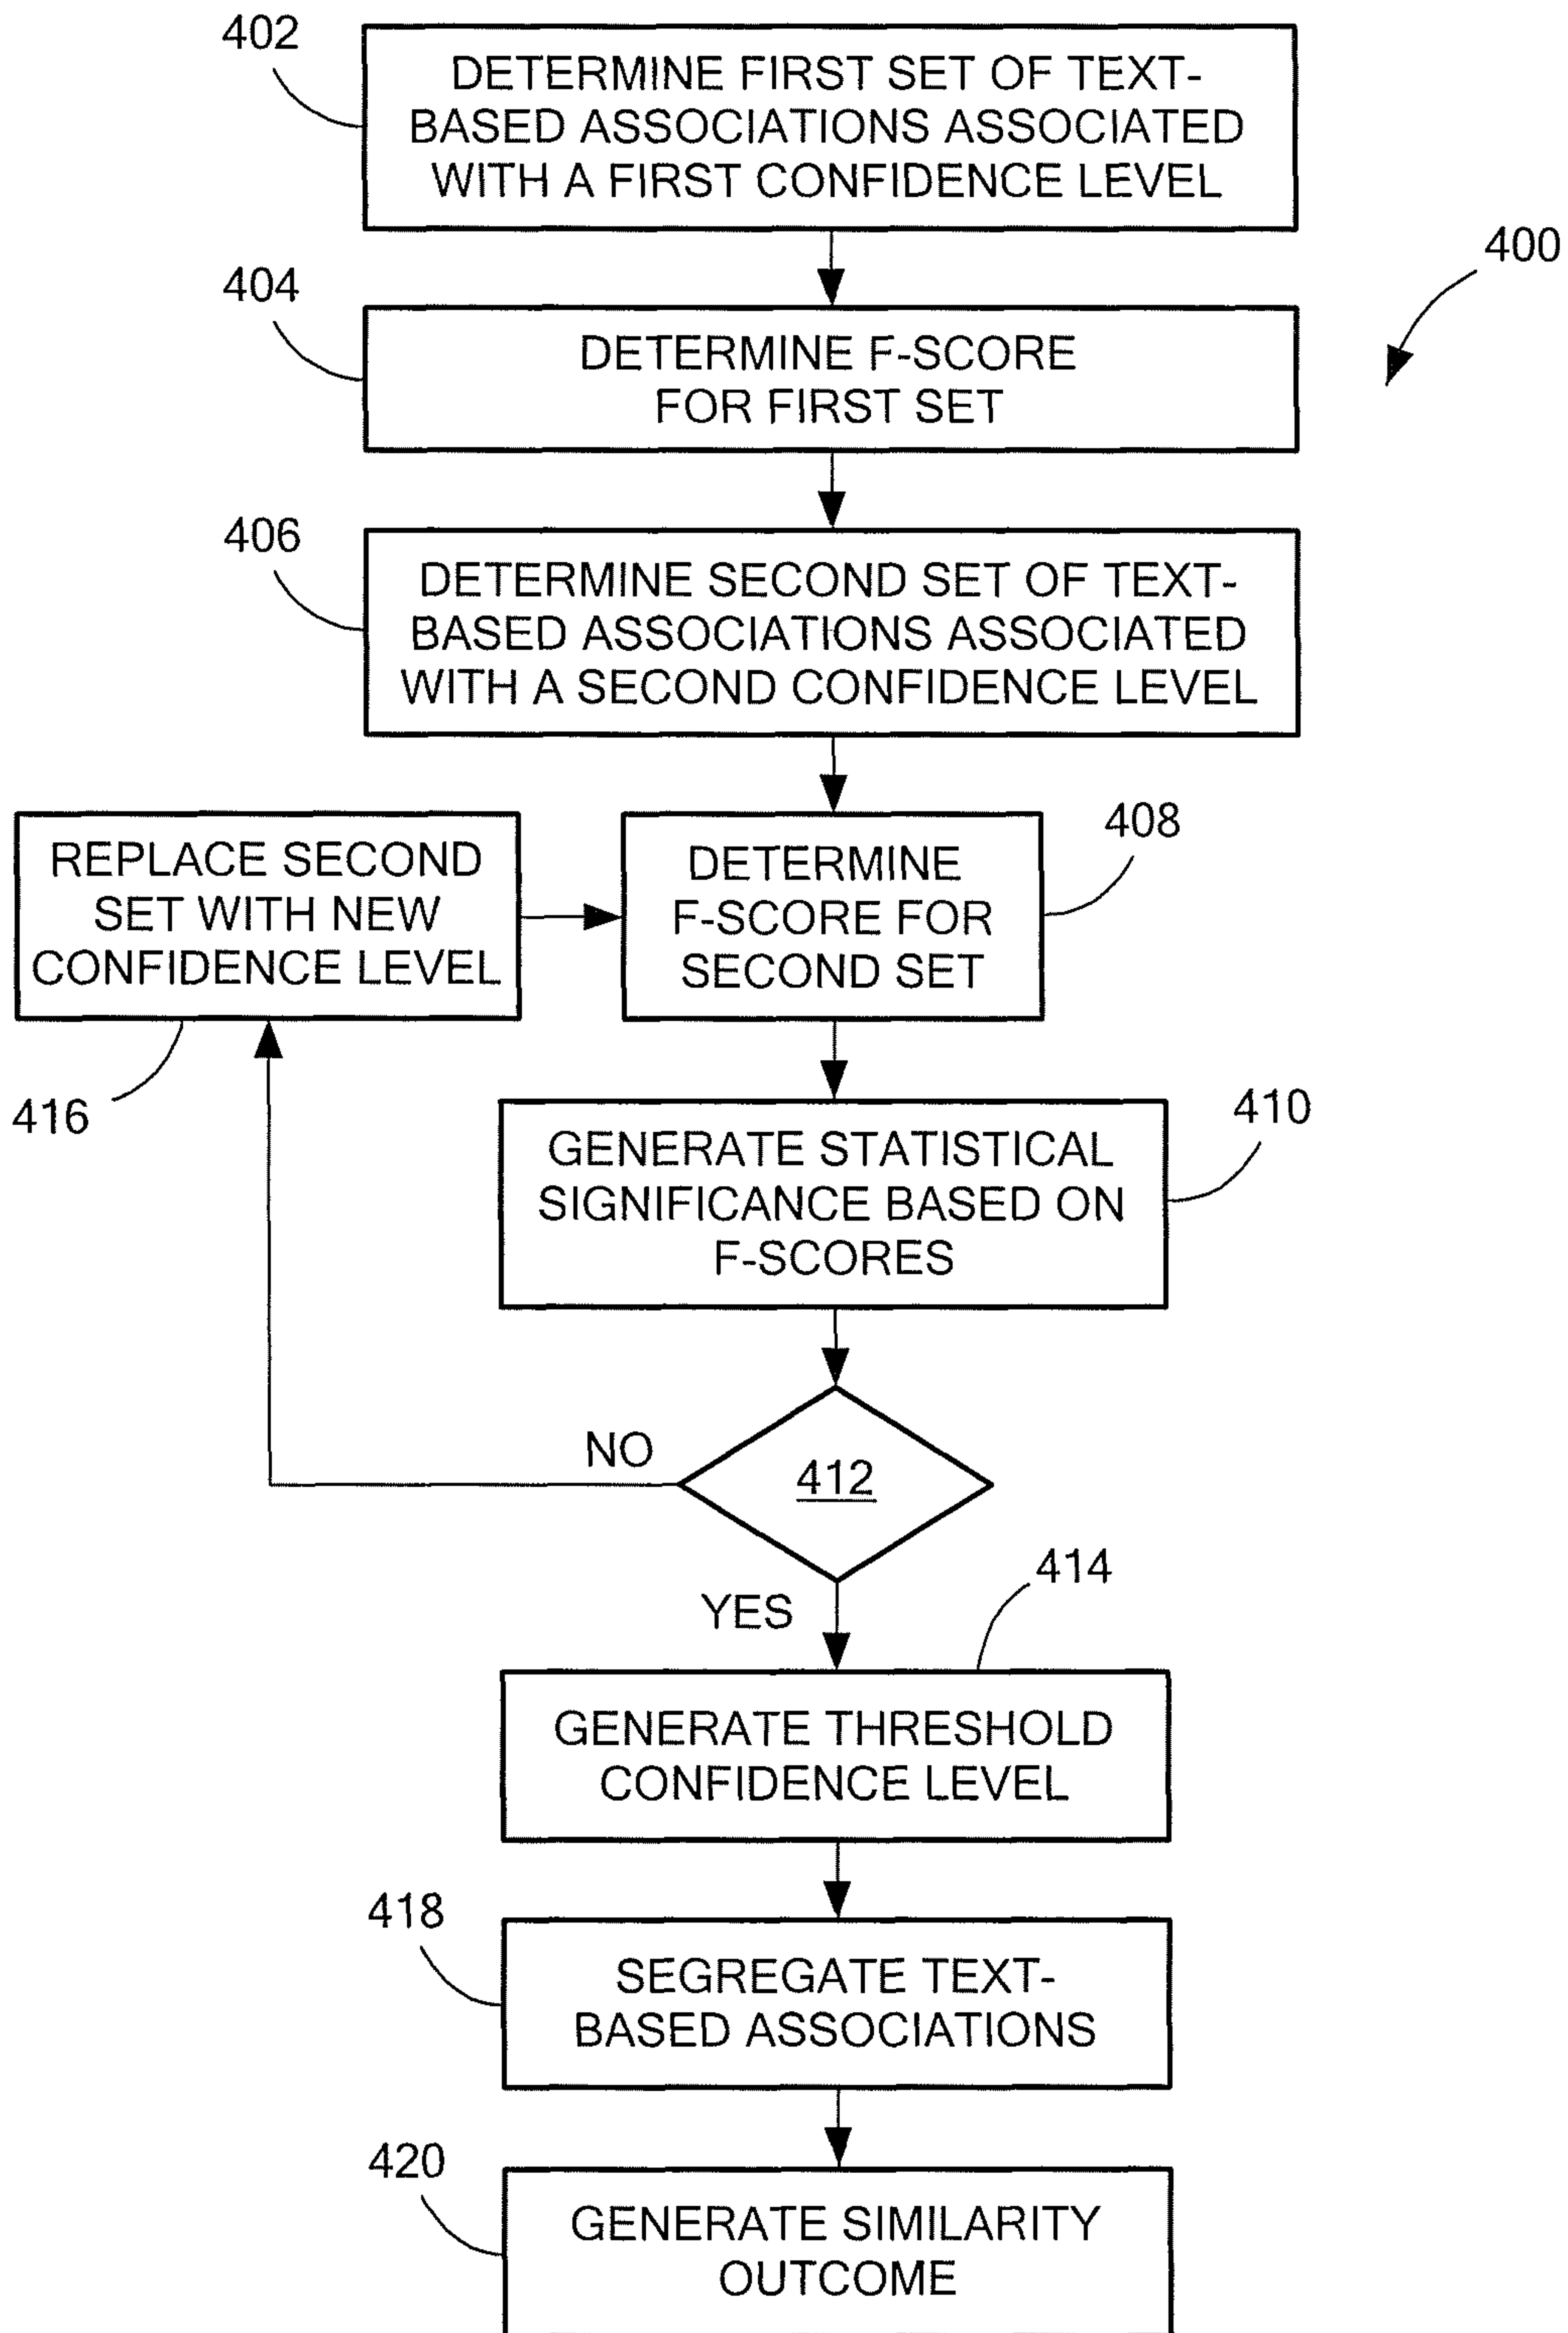 402
DETERMINE FIRST SET OF TEXT-
BASED ASSOCIATIONS ASSOCIATED
WITH A FIRST CONFIDENCE LEVEL
400
404
DETERMINE F-SCORE
FOR FIRST SET
406
DETERMINE SECOND SET OF TEXT-
BASED ASSOCIATIONS ASSOCIATED
WITH A SECOND CONFIDENCE LEVEL
REPLACE SECOND
SET WITH NEW
CONFIDENCE LEVEL
416
408
DETERMINE
F-SCORE FOR
SECOND SET
410
GENERATE STATISTICAL
SIGNIFICANCE BASED ON
F-SCORES
NO
412
YES
414
GENERATE THRESHOLD
CONFIDENCE LEVEL
418
SEGREGATE TEXT-
BASED ASSOCIATIONS
420
GENERATE SIMILARITY
OUTCOME